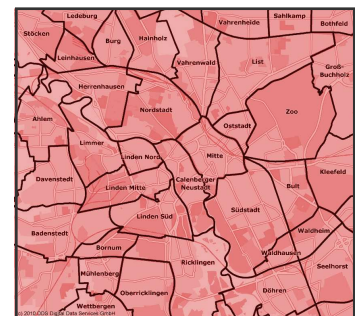 Ledeburg
Sahlkamp
Vahrenheide
Bothfeld
Stöcken
Burg
Hainholz
Leinhausen
Vahrenwald
List
Groß-
Buchholz
Herrenhausen
Nordstadt
Zoo
Ahlem
Oststadt
Limmer
Linden Nord
Mitte
Kleefeld
Davenstedt
Calenberger
Neustadt
Linden Mitte
Bult
Südstadt
Linden Süd
Badenstedt
Waldheim
Bornum
Waldhausen
Ricklingen
Seelhorst
Mühlenberg
Oberricklingen
Döhren
Wettbergen
(c) 2010 DDS Digital Data Services GmbH